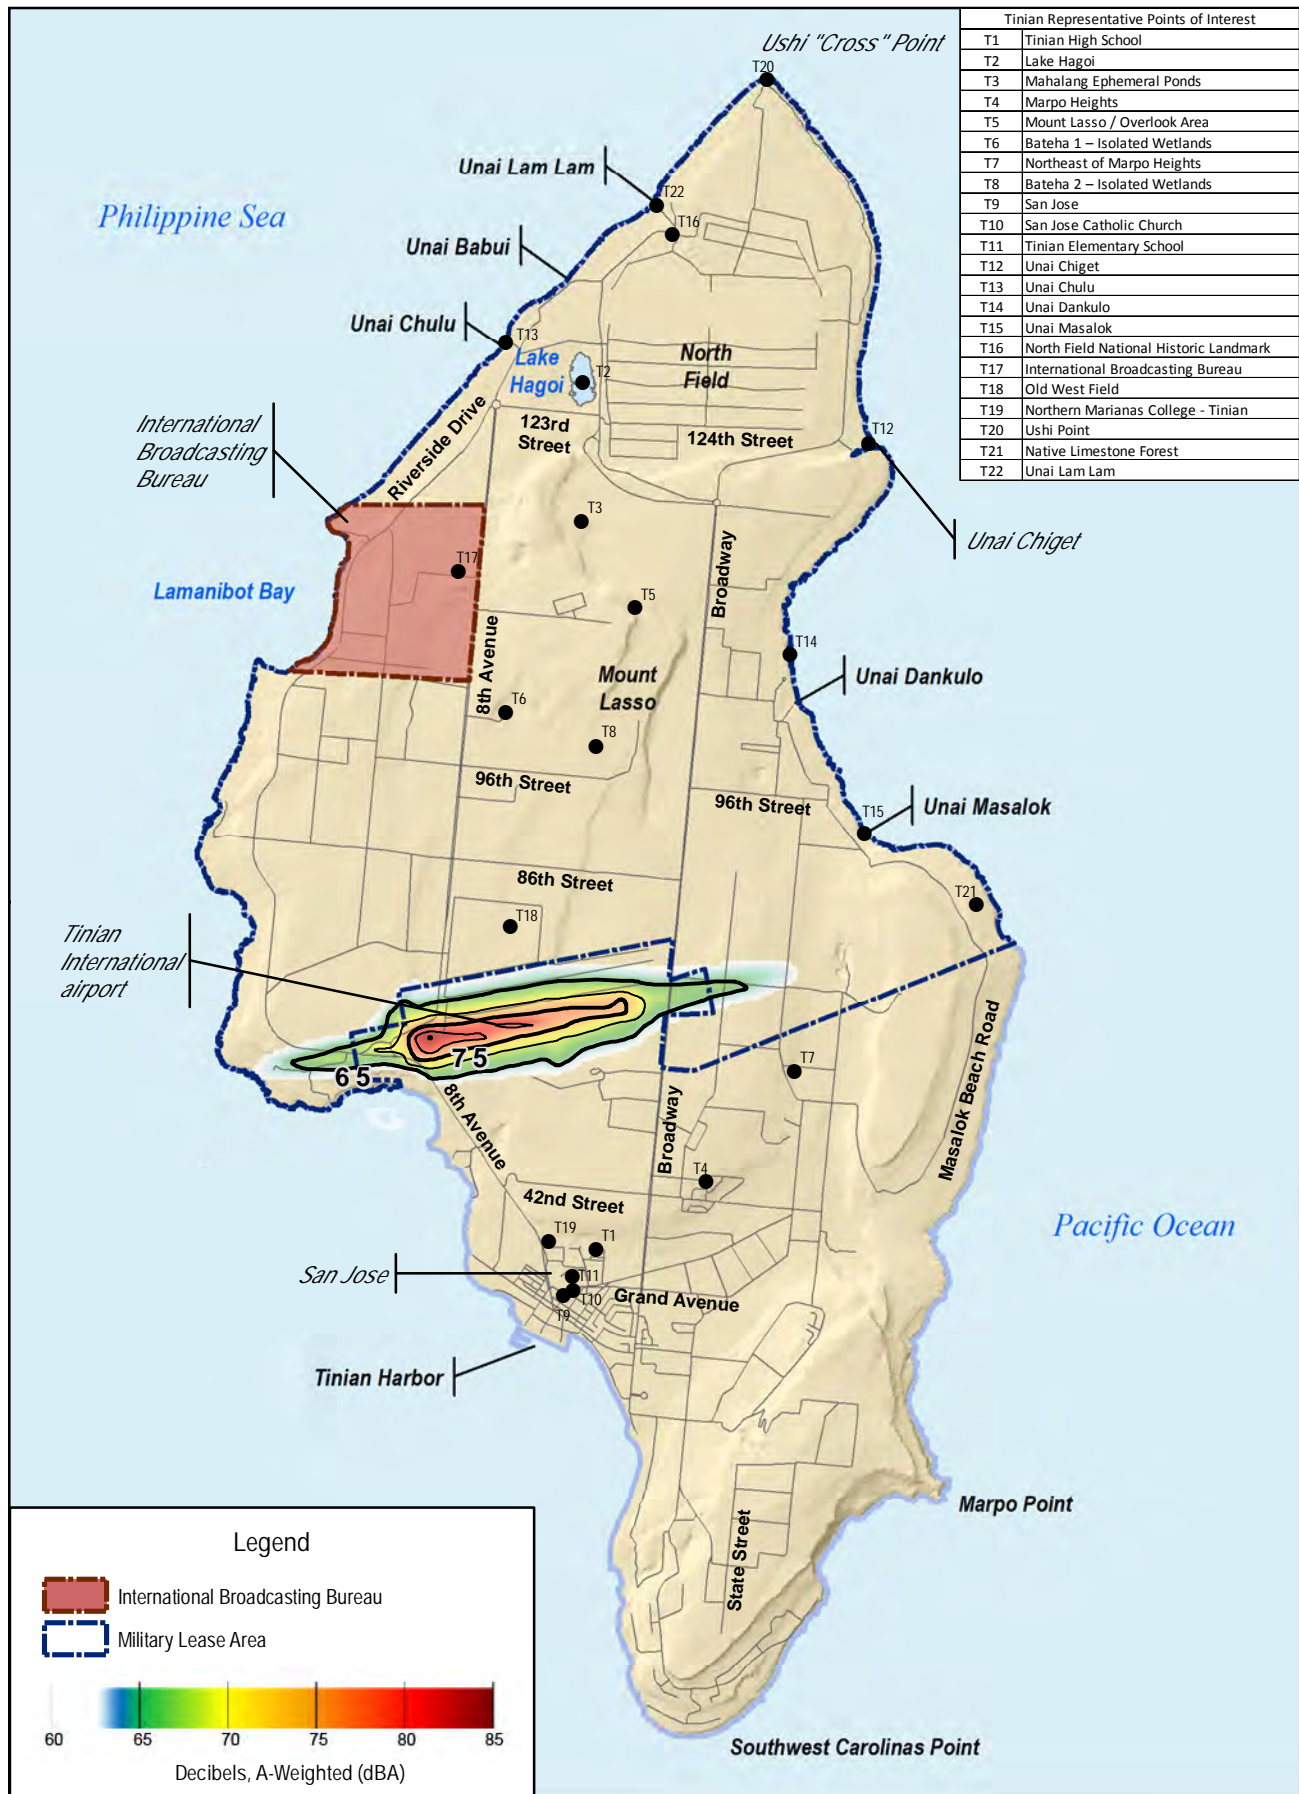 Tinian Representative Points of Interest
T1 Tinian High School
T2 Lake Hagoi
T3 Mahalang Ephemeral Ponds
T4 Marpo Heights
T5 Mount Lasso / Overlook Area
T6 Bateha 1 – Isolated Wetlands
T7 Northeast of Marpo Heights
T8 Bateha 2 – Isolated Wetlands
T9 San Jose
T10 San Jose Catholic Church
T11 Tinian Elementary School
T12 Unai Chiget
T13 Unai Chulu
T14 Unai Dankulo
T15 Unai Masalok
T16 North Field National Historic Landmark
T17 International Broadcasting Bureau
T18 Old West Field
T19 Northern Marianas College - Tinian
T20 Ushi Point
T21 Native Limestone Forest
T22 Unai Lam Lam
Ushi "Cross" Point
T20
Unai Lam Lam
T22
Philippine Sea
T16
Unai Babui
Unai Chulu
T13
Lake
Hagoi
T2
North
Field
International
Broadcasting
Bureau
Riverside Drive
123rd
Street
124th Street
T12
T3
Unai Chiget
T17
Broadway
Lamanibot Bay
T5
8th Avenue
T14
Mount
Lasso
Unai Dankulo
T6
T8
96th Street
96th Street
T15
Unai Masalok
86th Street
T21
T18
Tinian
International
airport
Masalok Beach Road
75
65
T7
8th Avenue
Broadway
T4
42nd Street
T19
T1
Pacific Ocean
San Jose
T11
T10
T9
Grand Avenue
Tinian Harbor
Marpo Point
State Street
Southwest Carolinas Point
Legend
International Broadcasting Bureau
Military Lease Area
60 65 70 75 80 85
Decibels, A-Weighted (dBA)